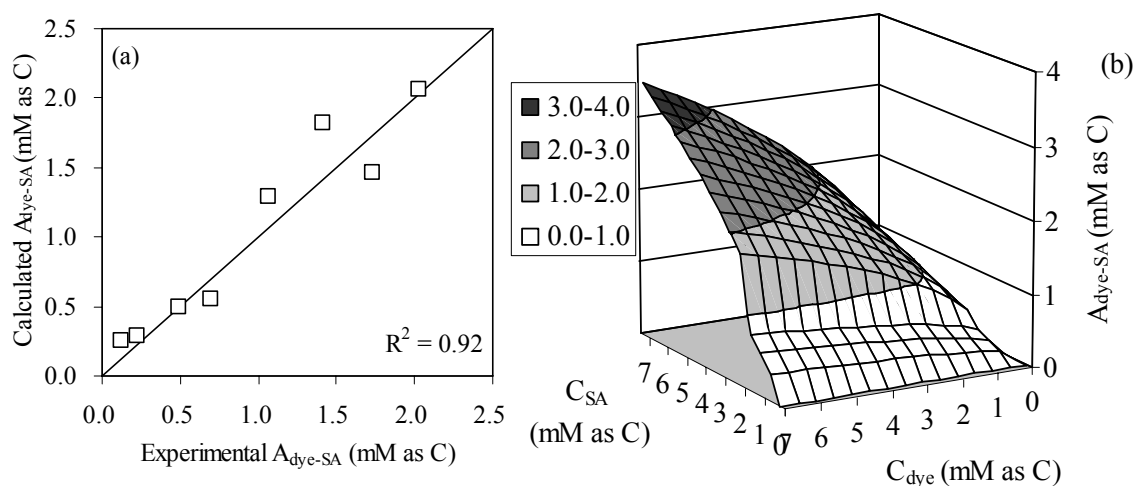 (a)
2.5
2.0
1.5
1.0
0.5
0.0
Calculated Adye-SA (mM as C)
R² = 0.92
0.0 0.5 1.0 1.5 2.0 2.5
Experimental Adye-SA (mM as C)
(b)
3.0-4.0
2.0-3.0
1.0-2.0
0.0-1.0
4
3
2
1
0
Adye-SA (mM as C)
7 6 5 4 3 2 1 0
CSA
(mM as C)
7 6 5 4 3 2 1 0
Cdye (mM as C)